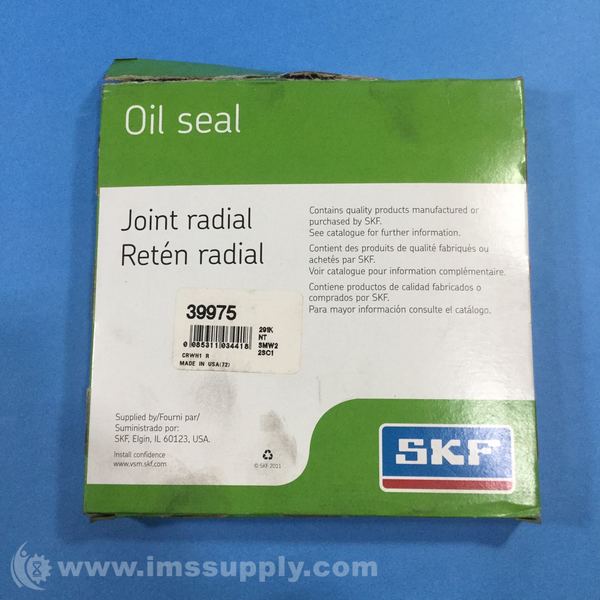 Oil seal
Joint radial
Retén radial
Contains quality products manufactured or
purchased by SKF.
See catalogue for further information.
Contient des produits de qualité fabriqués ou
achetés par SKF.
Voir catalogue pour information complémentaire.
Contiene productos de calidad fabricados o
comprados por SKF.
Para mayor información consulte el catálogo.
39975
291K
NT
SMW2
2SC1
0 085311 034418
CRWH1 R
MADE IN USA(72)
Supplied by/Fourni par/
Suministrado por:
SKF, Elgin, IL 60123, USA.
Install confidence
www.vsm.skf.com
© SKF 2011
SKF
www.imssupply.com